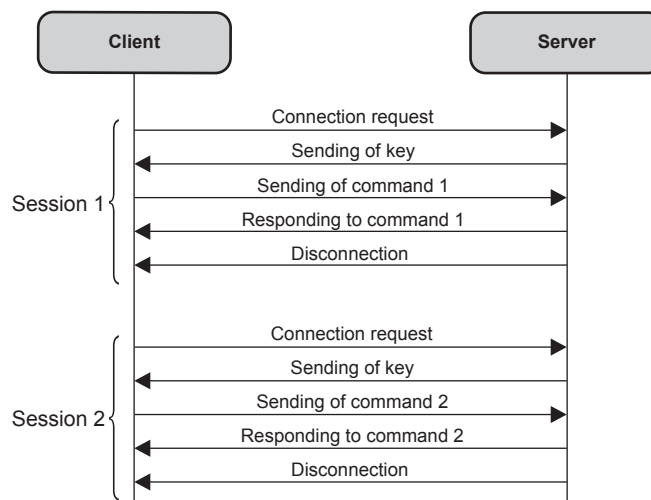 Client
Server
Connection request
Sending of key
Sending of command 1
Session 1
Responding to command 1
Disconnection
Connection request
Sending of key
Sending of command 2
Session 2
Responding to command 2
Disconnection